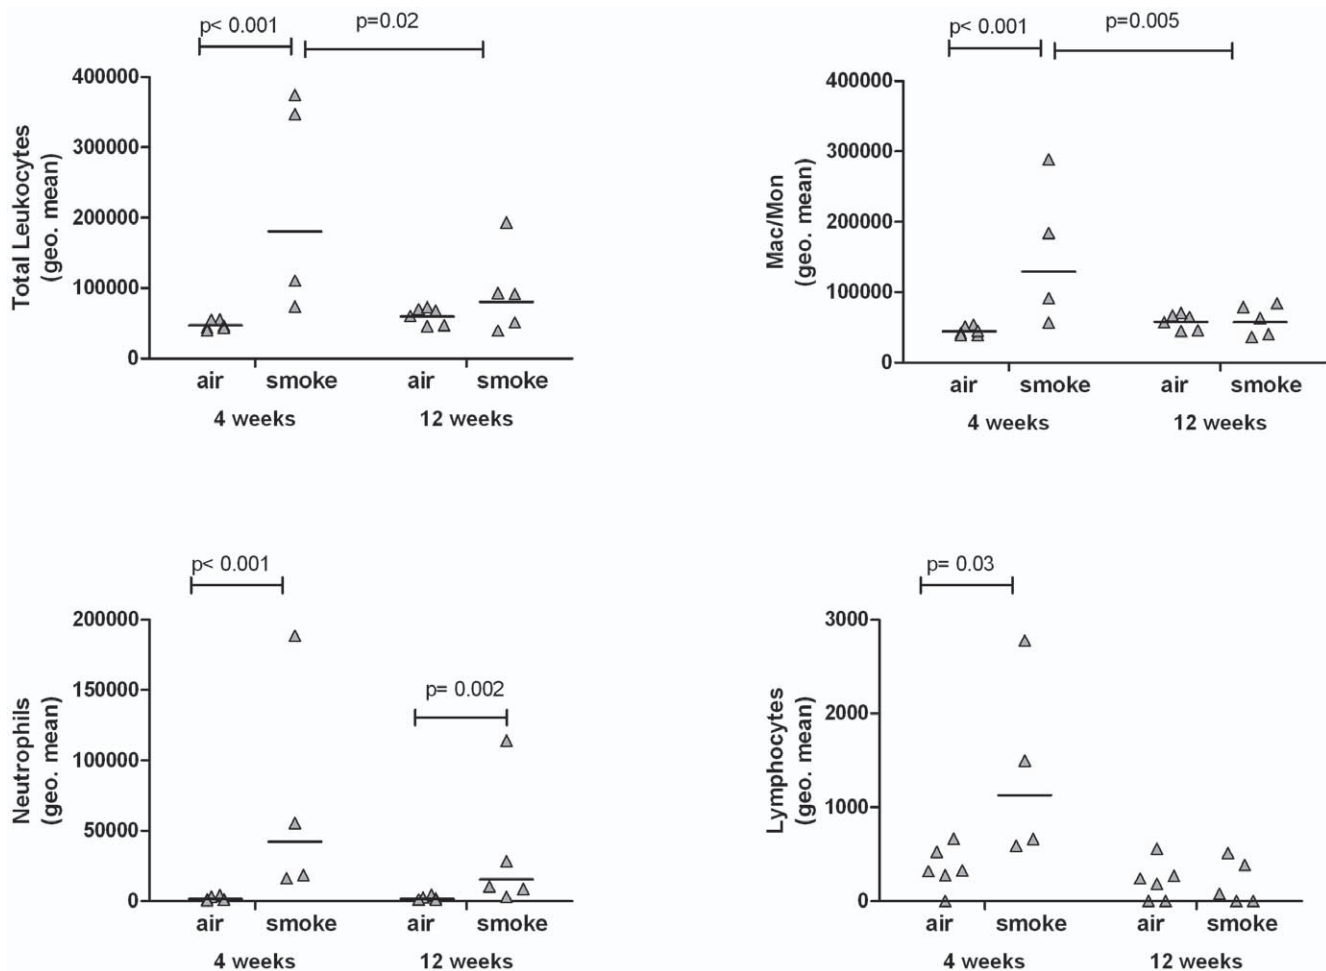 p< 0.001
p=0.02
400000
300000
200000
100000
0
Total Leukocytes
(geo. mean)
air
smoke
air
smoke
4 weeks
12 weeks
p< 0.001
p=0.005
400000
300000
200000
100000
0
Mac/Mon
(geo. mean)
air
smoke
air
smoke
4 weeks
12 weeks
p< 0.001
p= 0.002
200000
150000
100000
50000
0
Neutrophils
(geo. mean)
air
smoke
air
smoke
4 weeks
12 weeks
p= 0.03
3000
2000
1000
0
Lymphocytes
(geo. mean)
air
smoke
air
smoke
4 weeks
12 weeks